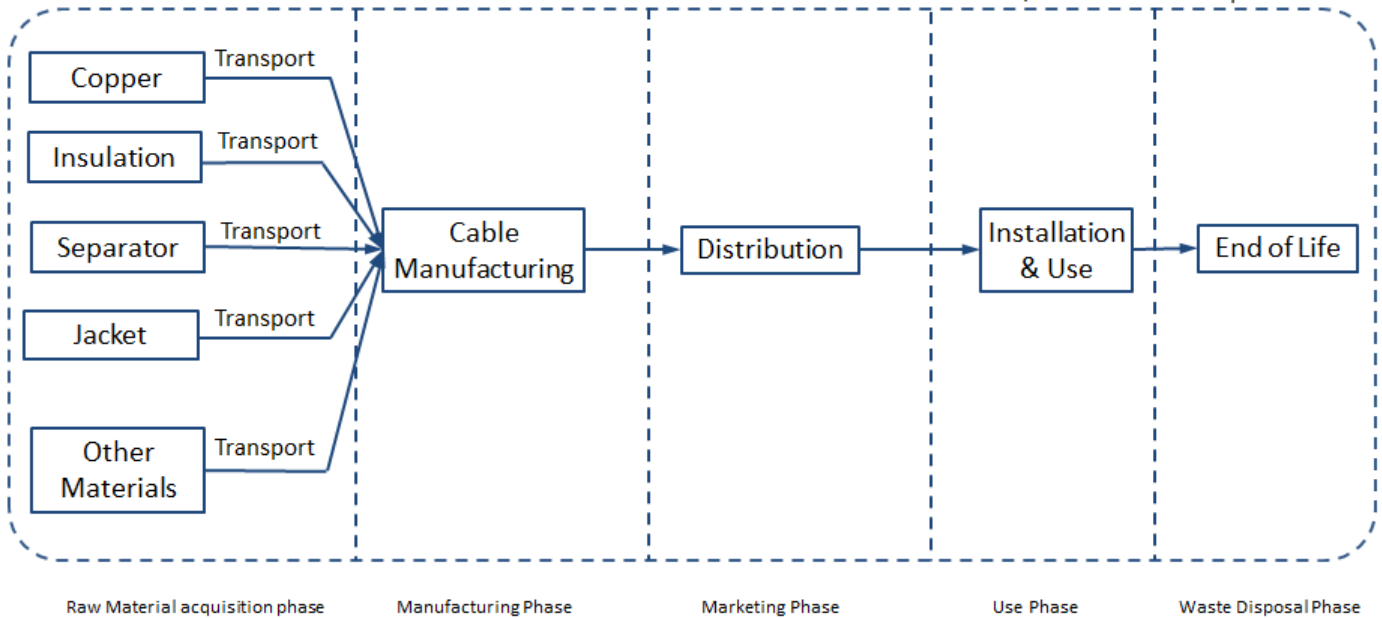 Copper
Transport
Insulation
Transport
Separator
Transport
Jacket
Transport
Other
Materials
Transport
Cable
Manufacturing
Distribution
Installation
& Use
End of Life
Raw Material acquisition phase
Manufacturing Phase
Marketing Phase
Use Phase
Waste Disposal Phase